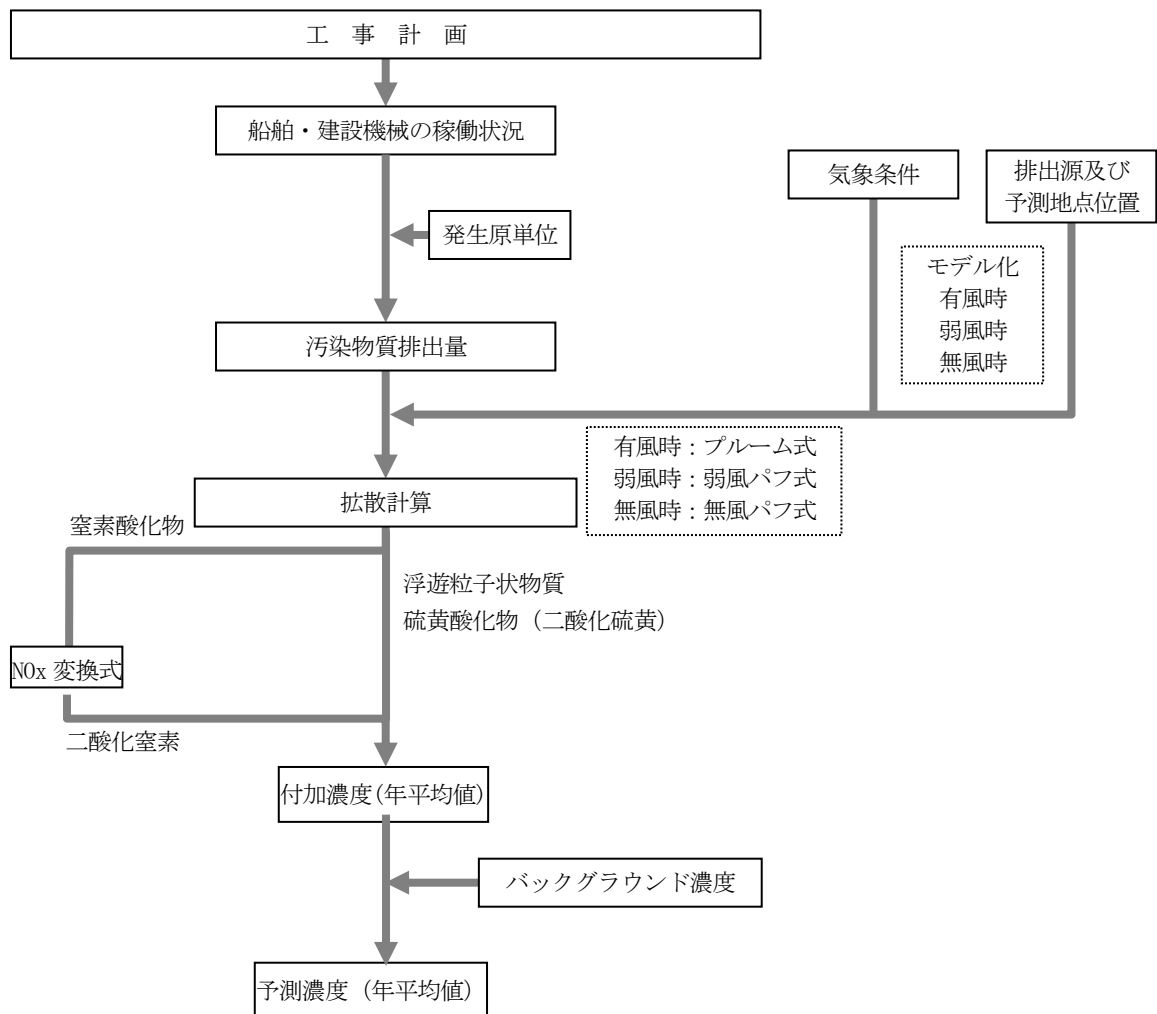 工 事 計 画
船舶・建設機械の稼働状況
気象条件
排出源及び
予測地点位置
発生原単位
モデル化
有風時
弱風時
無風時
汚染物質排出量
有風時：プルーム式
弱風時：弱風パフ式
無風時：無風パフ式
拡散計算
窒素酸化物
浮遊粒子状物質
硫黄酸化物（二酸化硫黄）
NOx 変換式
二酸化窒素
付加濃度(年平均値)
バックグラウンド濃度
予測濃度（年平均値）